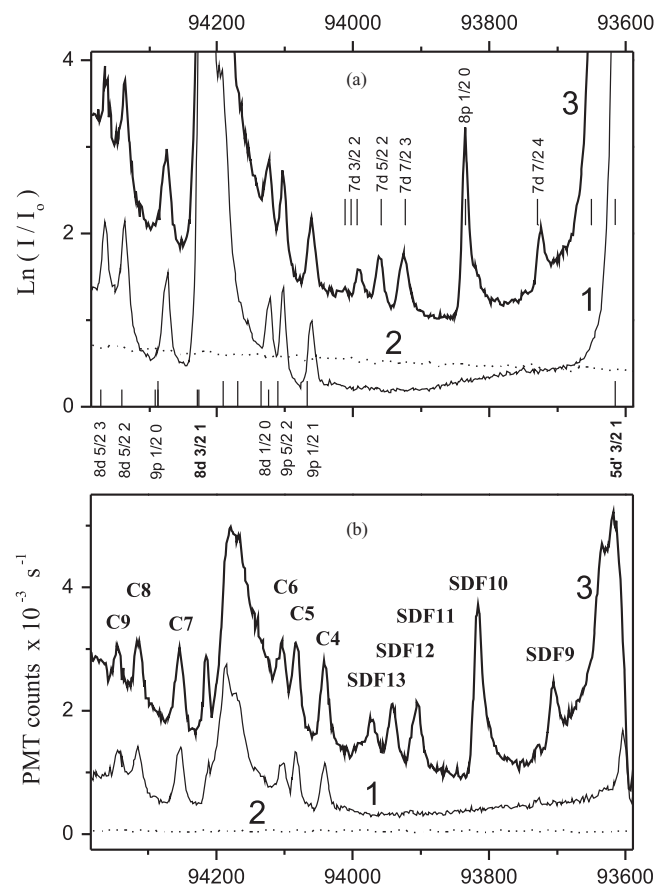 94200 94000 93800 93600
4
(a)
3
7d 3/2 2
7d 5/2 2
7d 7/2 3
8p 1/2 0
7d 7/2 4
Ln ( I / I₀ )
2
1
2
0
8d 5/2 3
8d 5/2 2
9p 1/2 0
8d 3/2 1
8d 1/2 0
9p 5/2 2
9p 1/2 1
5d' 3/2 1
(b)
PMT counts x 10⁻³ s⁻¹
4
3
C9
C8
C7
C6
C5
C4
SDF13
SDF12
SDF11
SDF10
SDF9
2
2
1
0
94200 94000 93800 93600